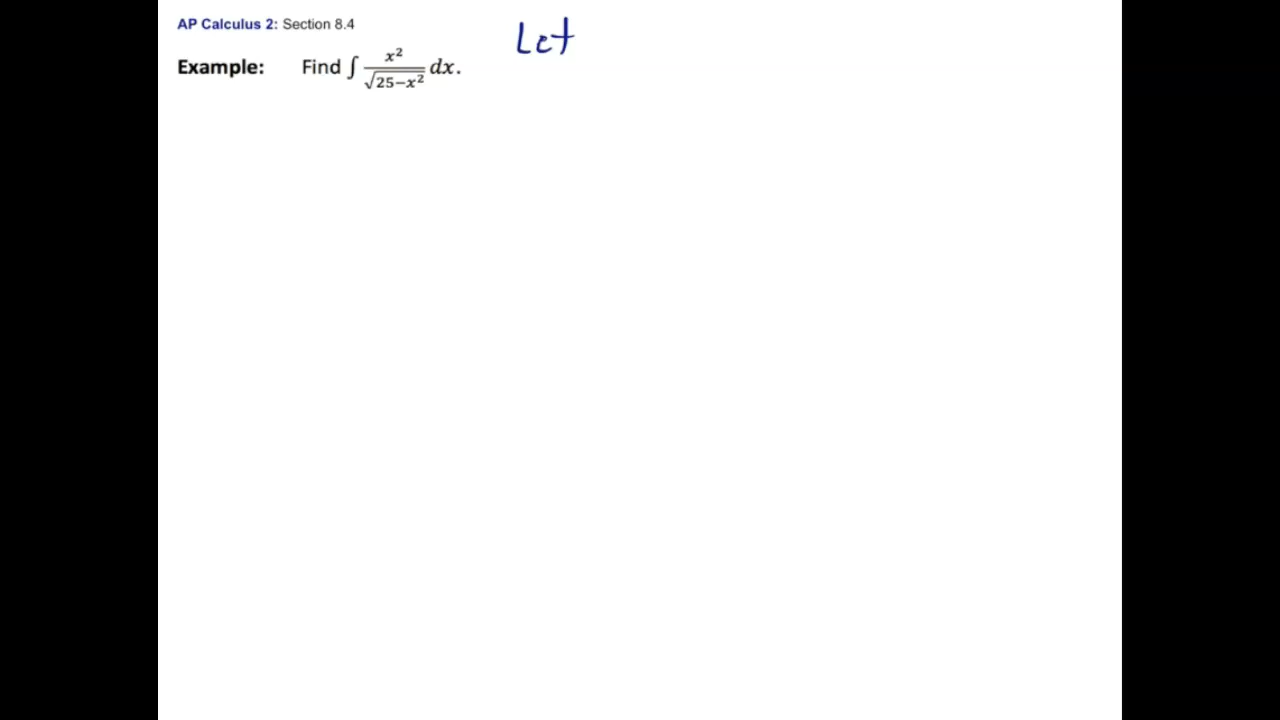 AP Calculus 2: Section 8.4
Let
Example: Find ∫ x²/√(25−x²) dx.